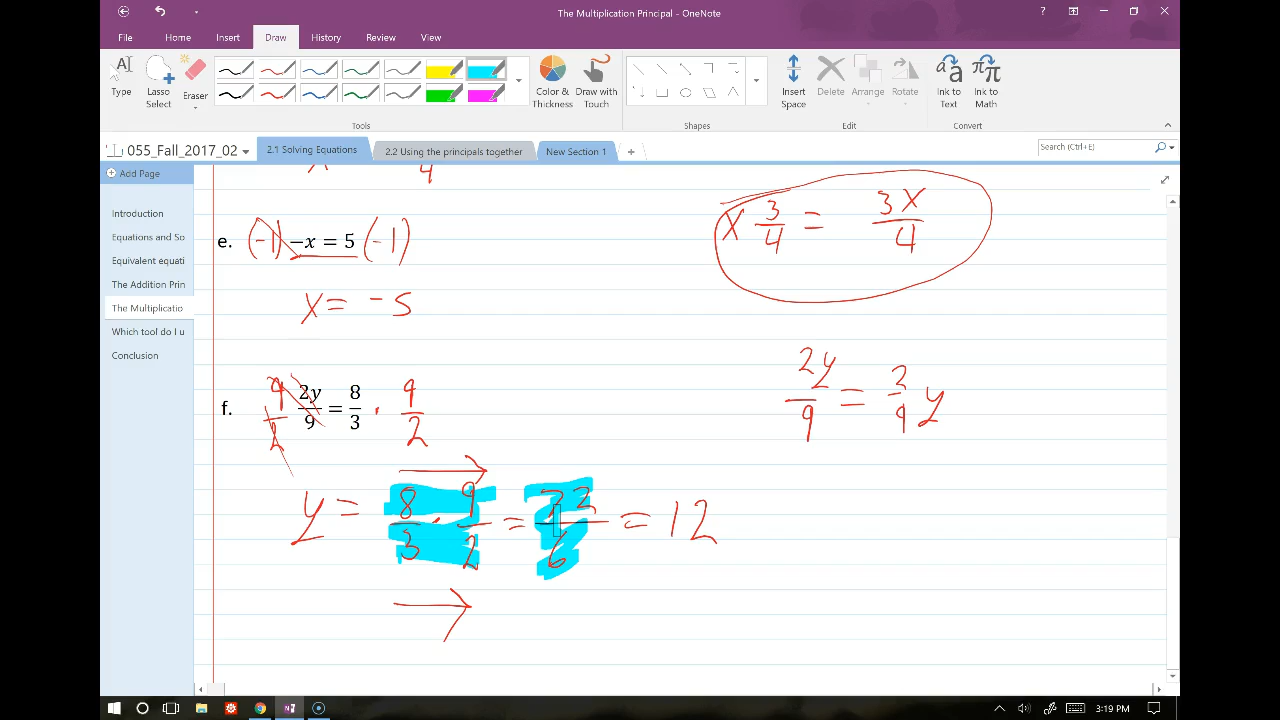 The Multiplication Principal - OneNote
?
File Home Insert Draw History Review View
Type
Lasso Select
Eraser
Color & Thickness
Draw with Touch
Insert Space
Delete
Arrange
Rotate
Ink to Text
Ink to Math
Tools Shapes Edit Convert
055_Fall_2017_02 2.1 Solving Equations 2.2 Using the principals together New Section 1 + Search (Ctrl+E)
Add Page
Introduction
Equations and So
Equivalent equati
The Addition Prin
The Multiplicatio
Which tool do I u
Conclusion
x 4
x 3/4 = 3x/4
e. (-1) -x = 5 (-1)
x = -5
2y/9 = 2/9 y
f. 9/2 2y/9 = 8/3 · 9/2
y = 8/3 · 9/2 = 72/6 = 12
3:19 PM